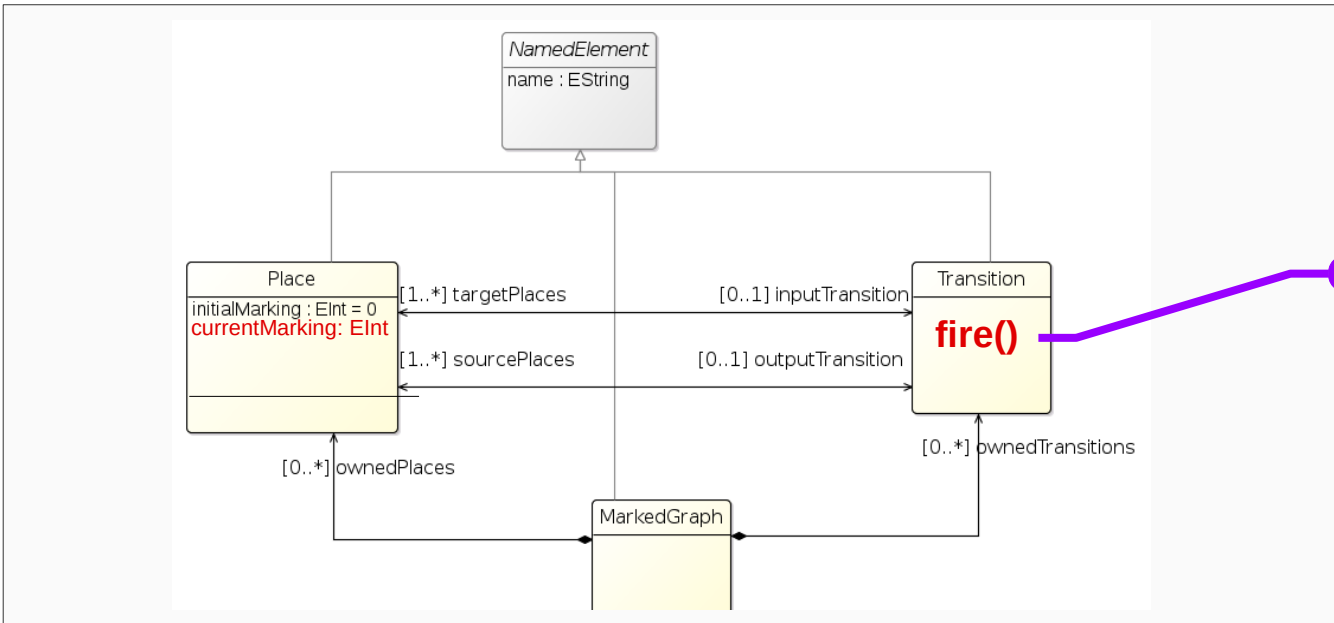 NamedElement
name : EString
Place
initialMarking : EInt = 0
currentMarking: EInt
[1..*] targetPlaces
[0..1] inputTransition
[1..*] sourcePlaces
[0..1] outputTransition
Transition
fire()
[0..*] ownedPlaces
[0..*] ownedTransitions
MarkedGraph